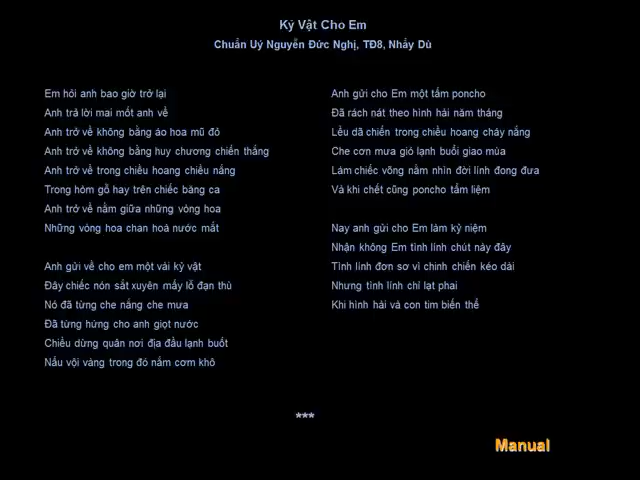 Kỷ Vật Cho Em
Chuẩn Uý Nguyễn Đức Nghị, TĐ8, Nhẩy Dù
Em hỏi anh bao giờ trở lại
Anh trả lời mai mốt anh về
Anh trở về không bằng áo hoa mũ đỏ
Anh trở về không bằng huy chương chiến thắng
Anh trở về trong chiều hoang chiều nắng
Trong hòm gỗ hay trên chiếc băng ca
Anh trở về nằm giữa những vòng hoa
Những vòng hoa chan hoà nước mắt
Anh gửi về cho em một vài kỷ vật
Đây chiếc nón sắt xuyên mấy lỗ đạn thù
Nó đã từng che nắng che mưa
Đã từng hứng cho anh giọt nước
Chiều dừng quân nơi địa đầu lạnh buốt
Nấu vội vàng trong đó nắm cơm khô
Anh gửi cho Em một tấm poncho
Đã rách nát theo hình hài năm tháng
Lều dã chiến trong chiều hoang cháy nắng
Che cơn mưa gió lạnh buổi giao mùa
Làm chiếc võng nằm nhìn đời lính đong đưa
Và khi chết cũng poncho tẩm liệm
Nay anh gửi cho Em làm kỷ niệm
Nhận không Em tình lính chút này đây
Tình lính đơn sơ vì chinh chiến kéo dài
Nhưng tình lính chỉ lạt phai
Khi hình hài và con tim biến thể
***
Manual